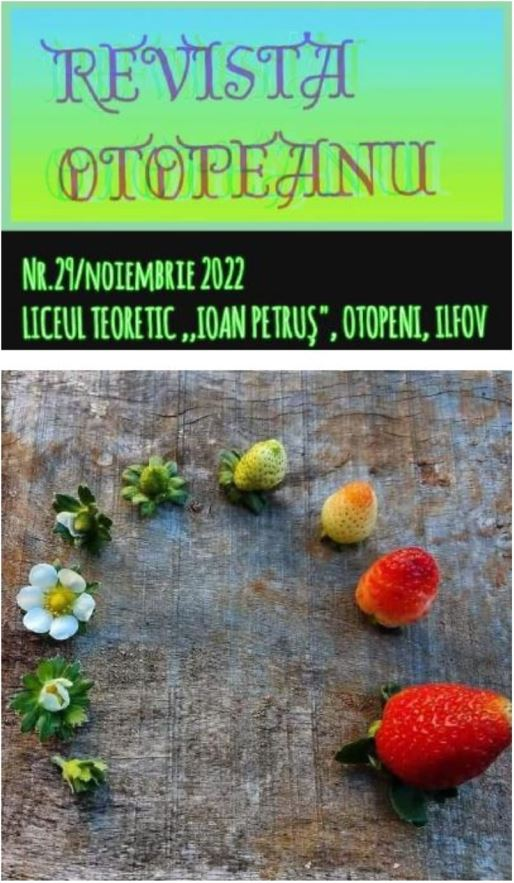 REVISTA
OTOPEANU
NR.29/NOIEMBRIE 2022
LICEUL TEORETIC ,,IOAN PETRUŞ", OTOPENI, ILFOV